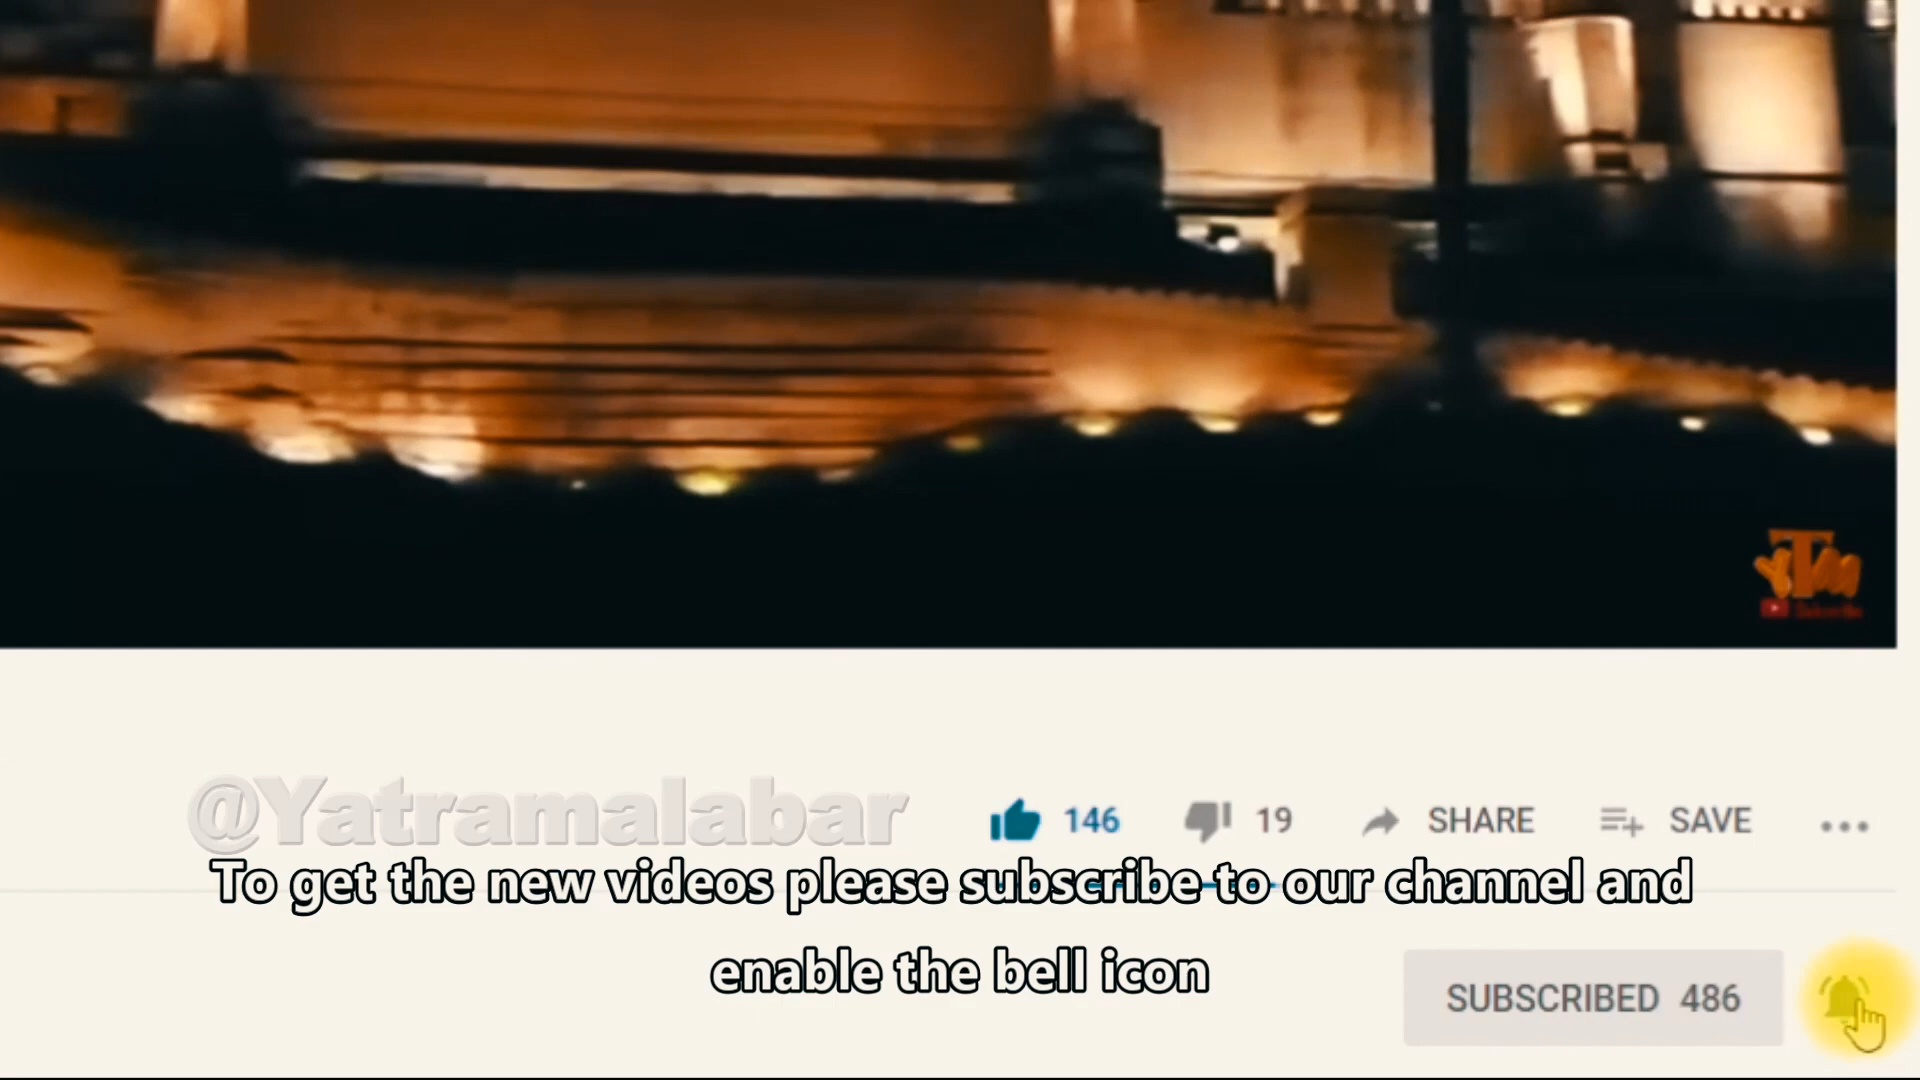 YTM
@Yatramalabar
146 19 SHARE SAVE
To get the new videos please subscribe to our channel and
enable the bell icon
SUBSCRIBED 486